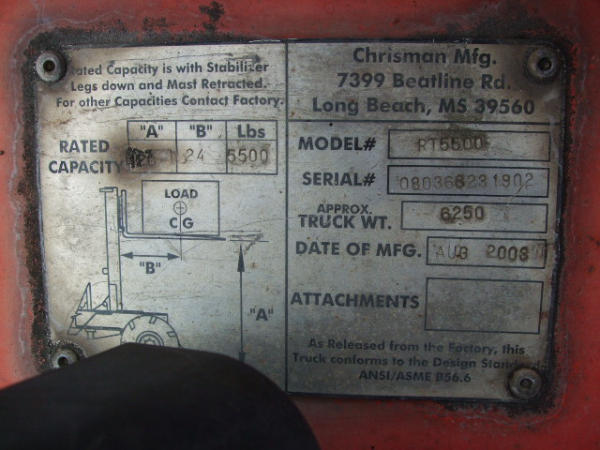 Rated Capacity is with Stabilizer
Legs down and Mast Retracted.
For other Capacities Contact Factory.
"A" "B" Lbs
RATED CAPACITY 24 5500
LOAD
CG
"B"
"A"
Chrisman Mfg.
7399 Beatline Rd.
Long Beach, MS 39560
MODEL# RT5500
SERIAL#
APPROX.
TRUCK WT. 6250
DATE OF MFG. AUG 2008
ATTACHMENTS
As Released from the Factory, this
Truck conforms to the Design Standard
ANSI/ASME B56.6